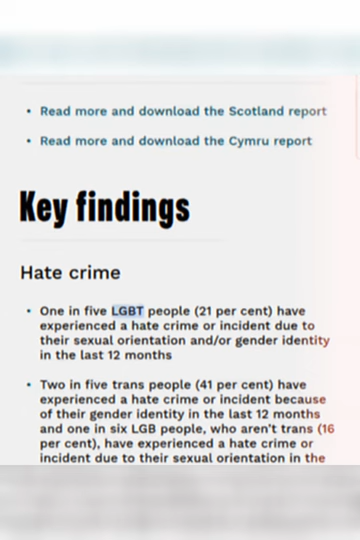 • Read more and download the Scotland report
• Read more and download the Cymru report
Key findings
Hate crime
• One in five LGBT people (21 per cent) have
experienced a hate crime or incident due to
their sexual orientation and/or gender identity
in the last 12 months
• Two in five trans people (41 per cent) have
experienced a hate crime or incident because
of their gender identity in the last 12 months
and one in six LGB people, who aren't trans (16
per cent), have experienced a hate crime or
incident due to their sexual orientation in the